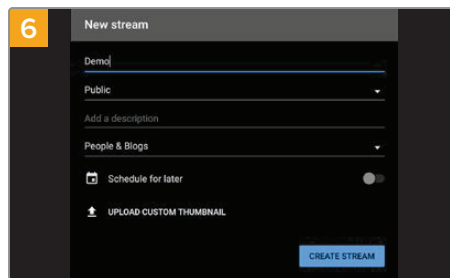 6
New stream
Demo
Public
Add a description
People & Blogs
Schedule for later
UPLOAD CUSTOM THUMBNAIL
CREATE STREAM